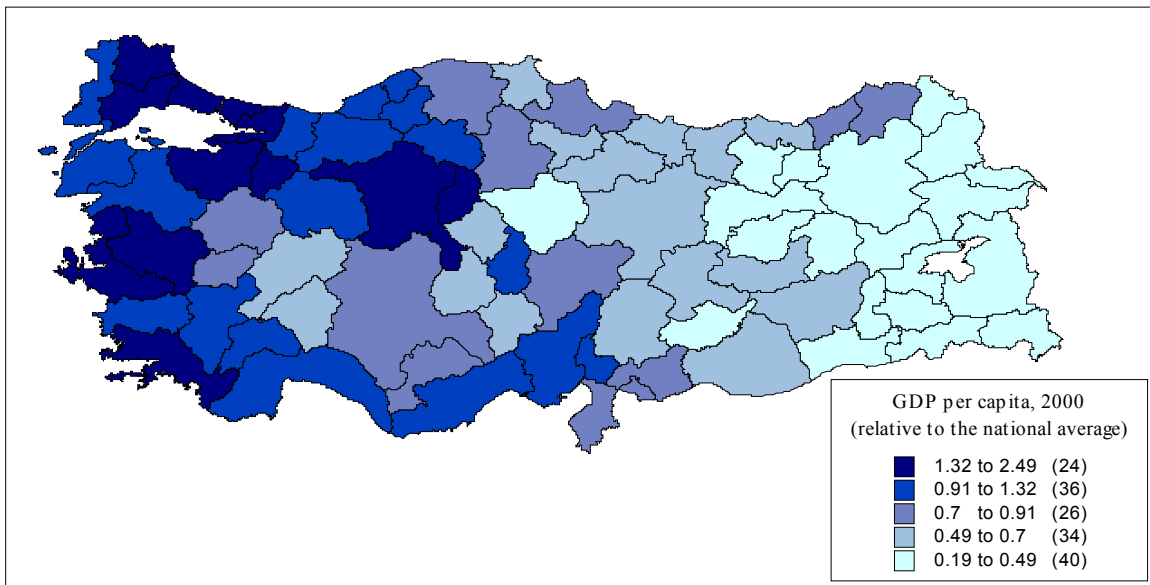 GDP per capita, 2000
(relative to the national average)
1.32 to 2.49 (24)
0.91 to 1.32 (36)
0.7 to 0.91 (26)
0.49 to 0.7 (34)
0.19 to 0.49 (40)